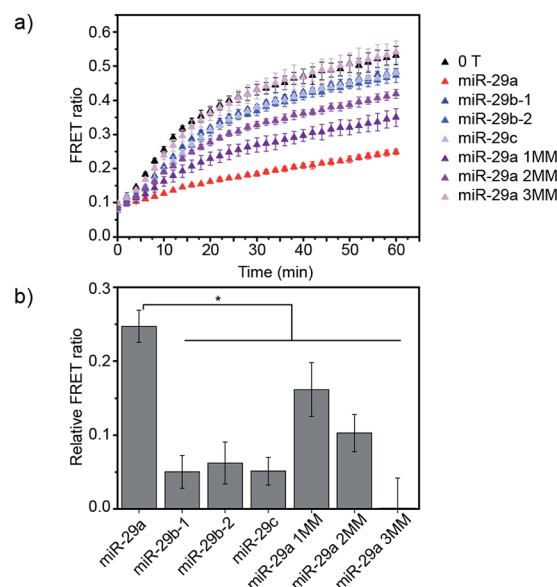 a)
0.6
0.5
0.4
0.3
0.2
0.1
0.0
FRET ratio
0 10 20 30 40 50 60
Time (min)
0 T
miR-29a
miR-29b-1
miR-29b-2
miR-29c
miR-29a 1MM
miR-29a 2MM
miR-29a 3MM
b)
0.3
0.2
0.1
0.0
Relative FRET ratio
*
miR-29a
miR-29b-1
miR-29b-2
miR-29c
miR-29a 1MM
miR-29a 2MM
miR-29a 3MM